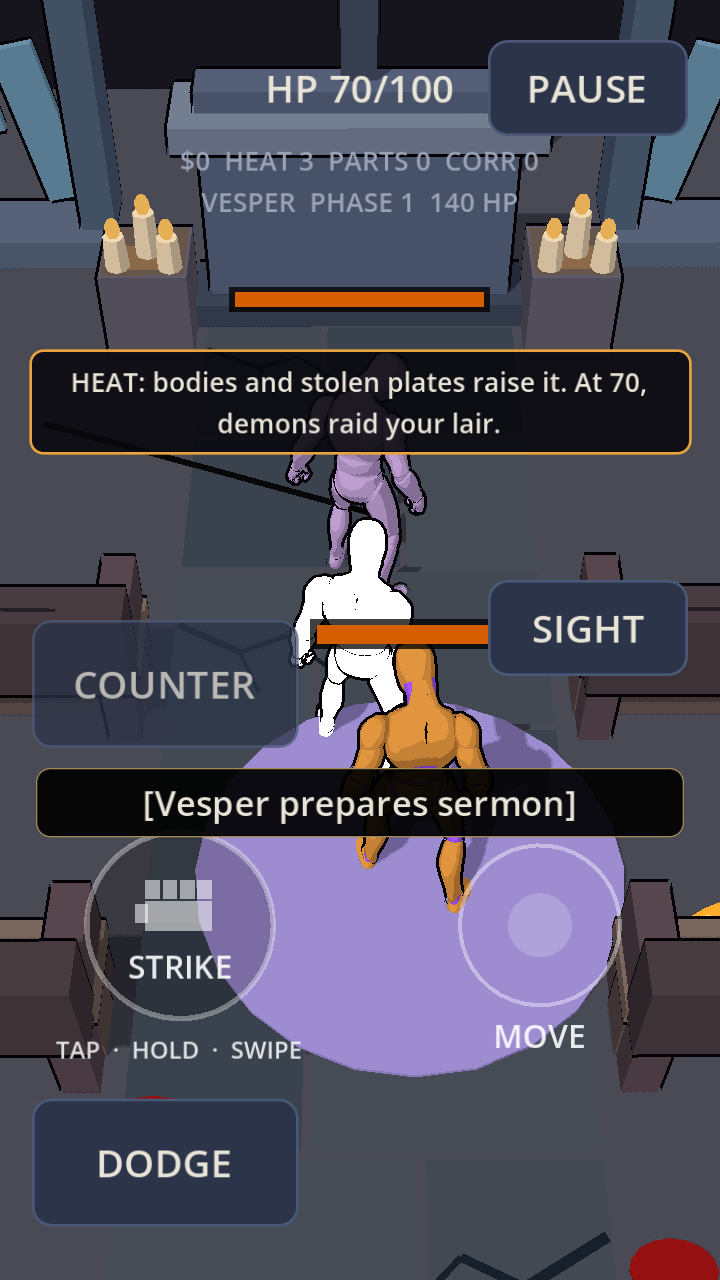 HP 70/100
PAUSE
$0 HEAT 3 PARTS 0 CORR 0
VESPER PHASE 1 140 HP
HEAT: bodies and stolen plates raise it. At 70,
demons raid your lair.
SIGHT
COUNTER
[Vesper prepares sermon]
STRIKE
MOVE
TAP · HOLD · SWIPE
DODGE